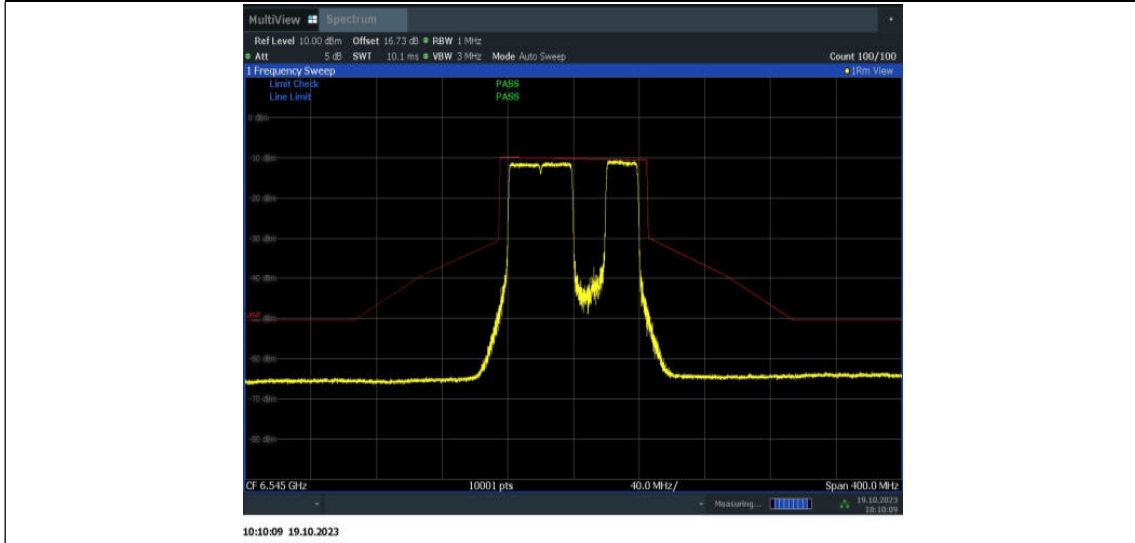 MultiView Spectrum
Ref Level 10.00 dBm Offset 16.73 dB RBW 1 MHz
Att 5 dB SWT 10.1 ms VBW 3 MHz Mode Auto Sweep Count 100/100
1 Frequency Sweep 1Rm View
Limit Check PASS
Line Limit PASS
0 dBm
-10 dBm
-20 dBm
-30 dBm
-40 dBm
-60 dBm
-70 dBm
-80 dBm
CF 6.545 GHz 10001 pts 40.0 MHz/ Span 400.0 MHz
Measuring... 19.10.2023
10:10:09
10:10:09 19.10.2023